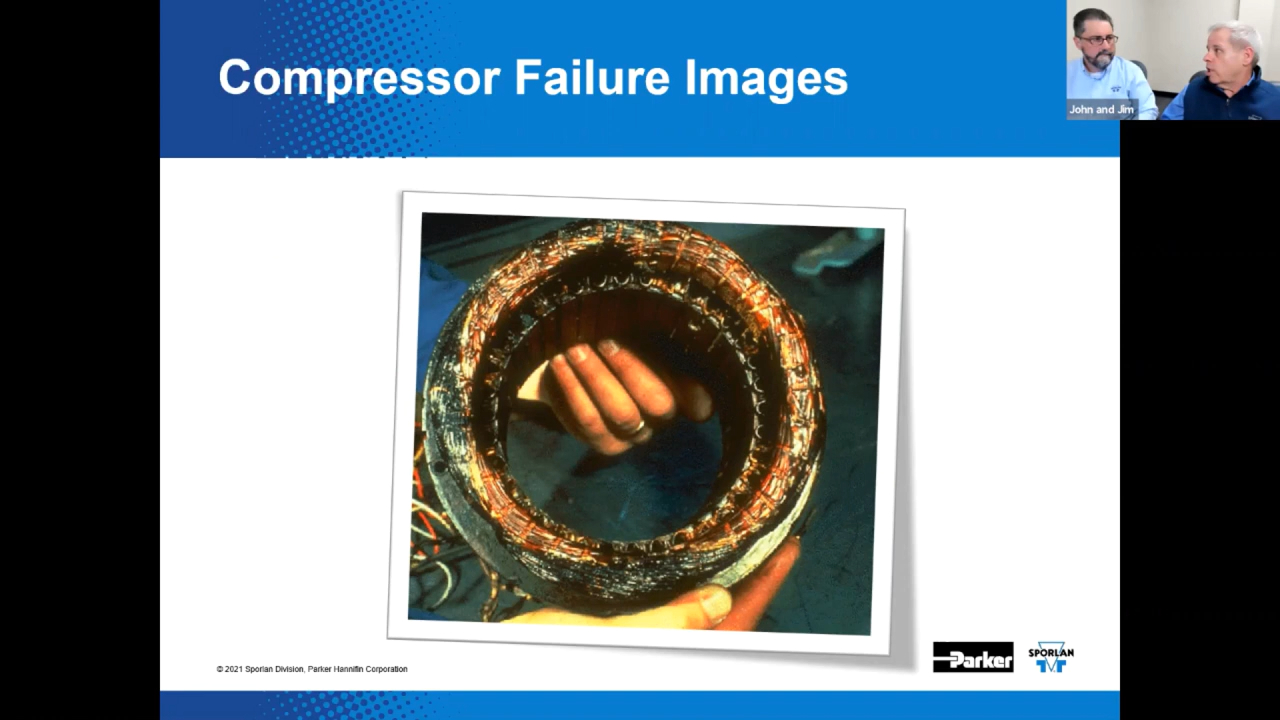 Compressor Failure Images
John and Jim
© 2021 Sporlan Division, Parker Hannifin Corporation
Parker
SPORLAN